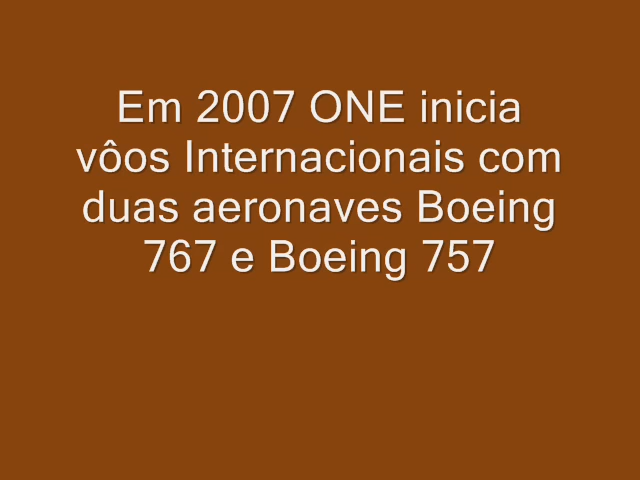 Em 2007 ONE inicia
vôos Internacionais com
duas aeronaves Boeing
767 e Boeing 757